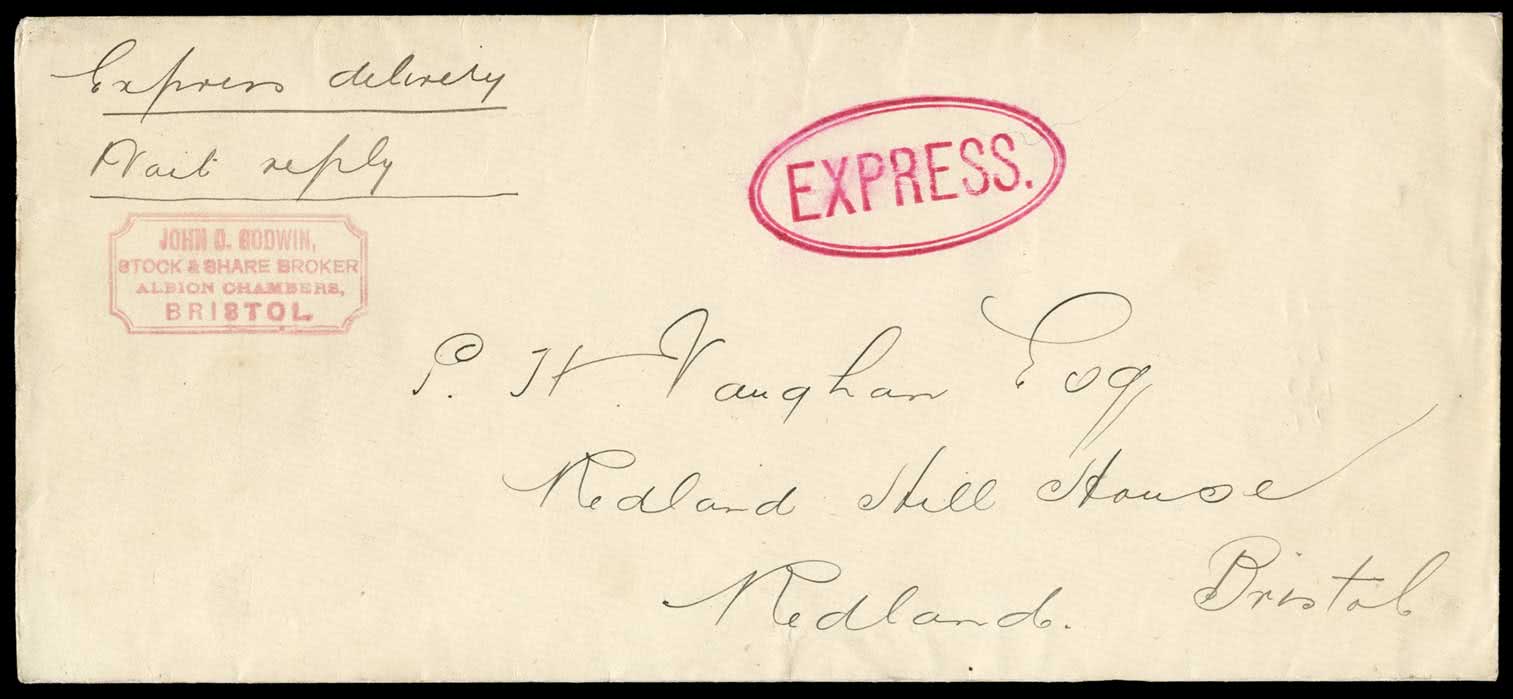 Express delivery
Wait reply
EXPRESS.
JOHN D. GODWIN,
STOCK & SHARE BROKER
ALBION CHAMBERS,
BRISTOL.
P. H Vaughan Esq
Redland Hill House
Redland. Bristol